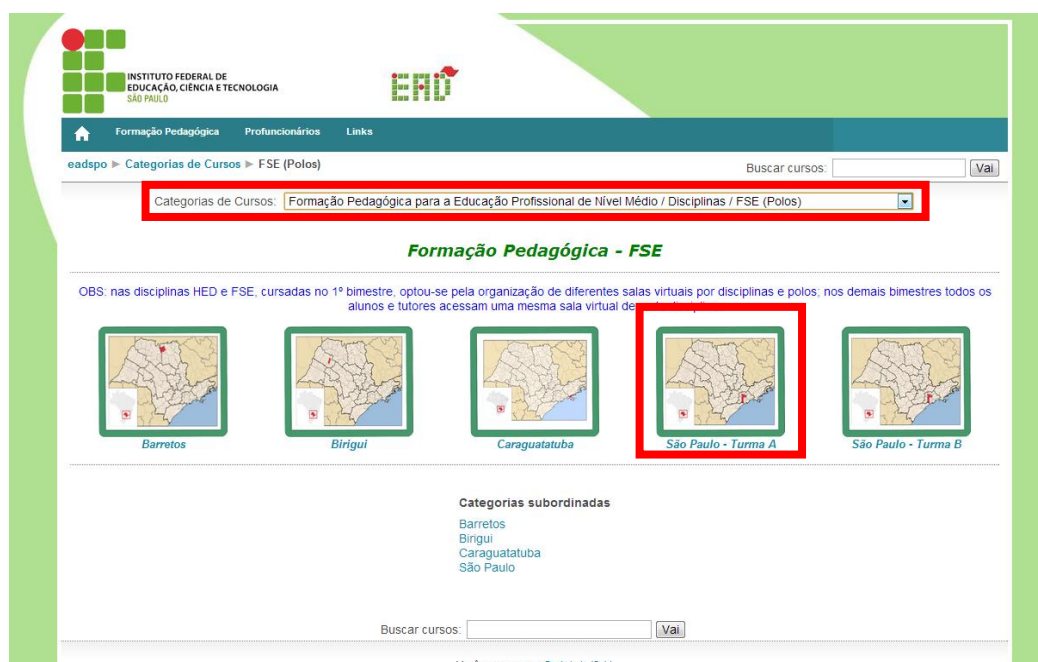 INSTITUTO FEDERAL DE
EDUCAÇÃO, CIÊNCIA E TECNOLOGIA
SÃO PAULO
EAD
Formação Pedagógica Profuncionários Links
eadspo ► Categorias de Cursos ► FSE (Polos)
Buscar cursos: Vai
Categorias de Cursos: Formação Pedagógica para a Educação Profissional de Nível Médio / Disciplinas / FSE (Polos)
Formação Pedagógica - FSE
OBS: nas disciplinas HED e FSE, cursadas no 1º bimestre, optou-se pela organização de diferentes salas virtuais por disciplinas e polos; nos demais bimestres todos os
alunos e tutores acessam uma mesma sala virtual de
Barretos
Birigui
Caraguatatuba
São Paulo - Turma A
São Paulo - Turma B
Categorias subordinadas
Barretos
Birigui
Caraguatatuba
São Paulo
Buscar cursos: Vai